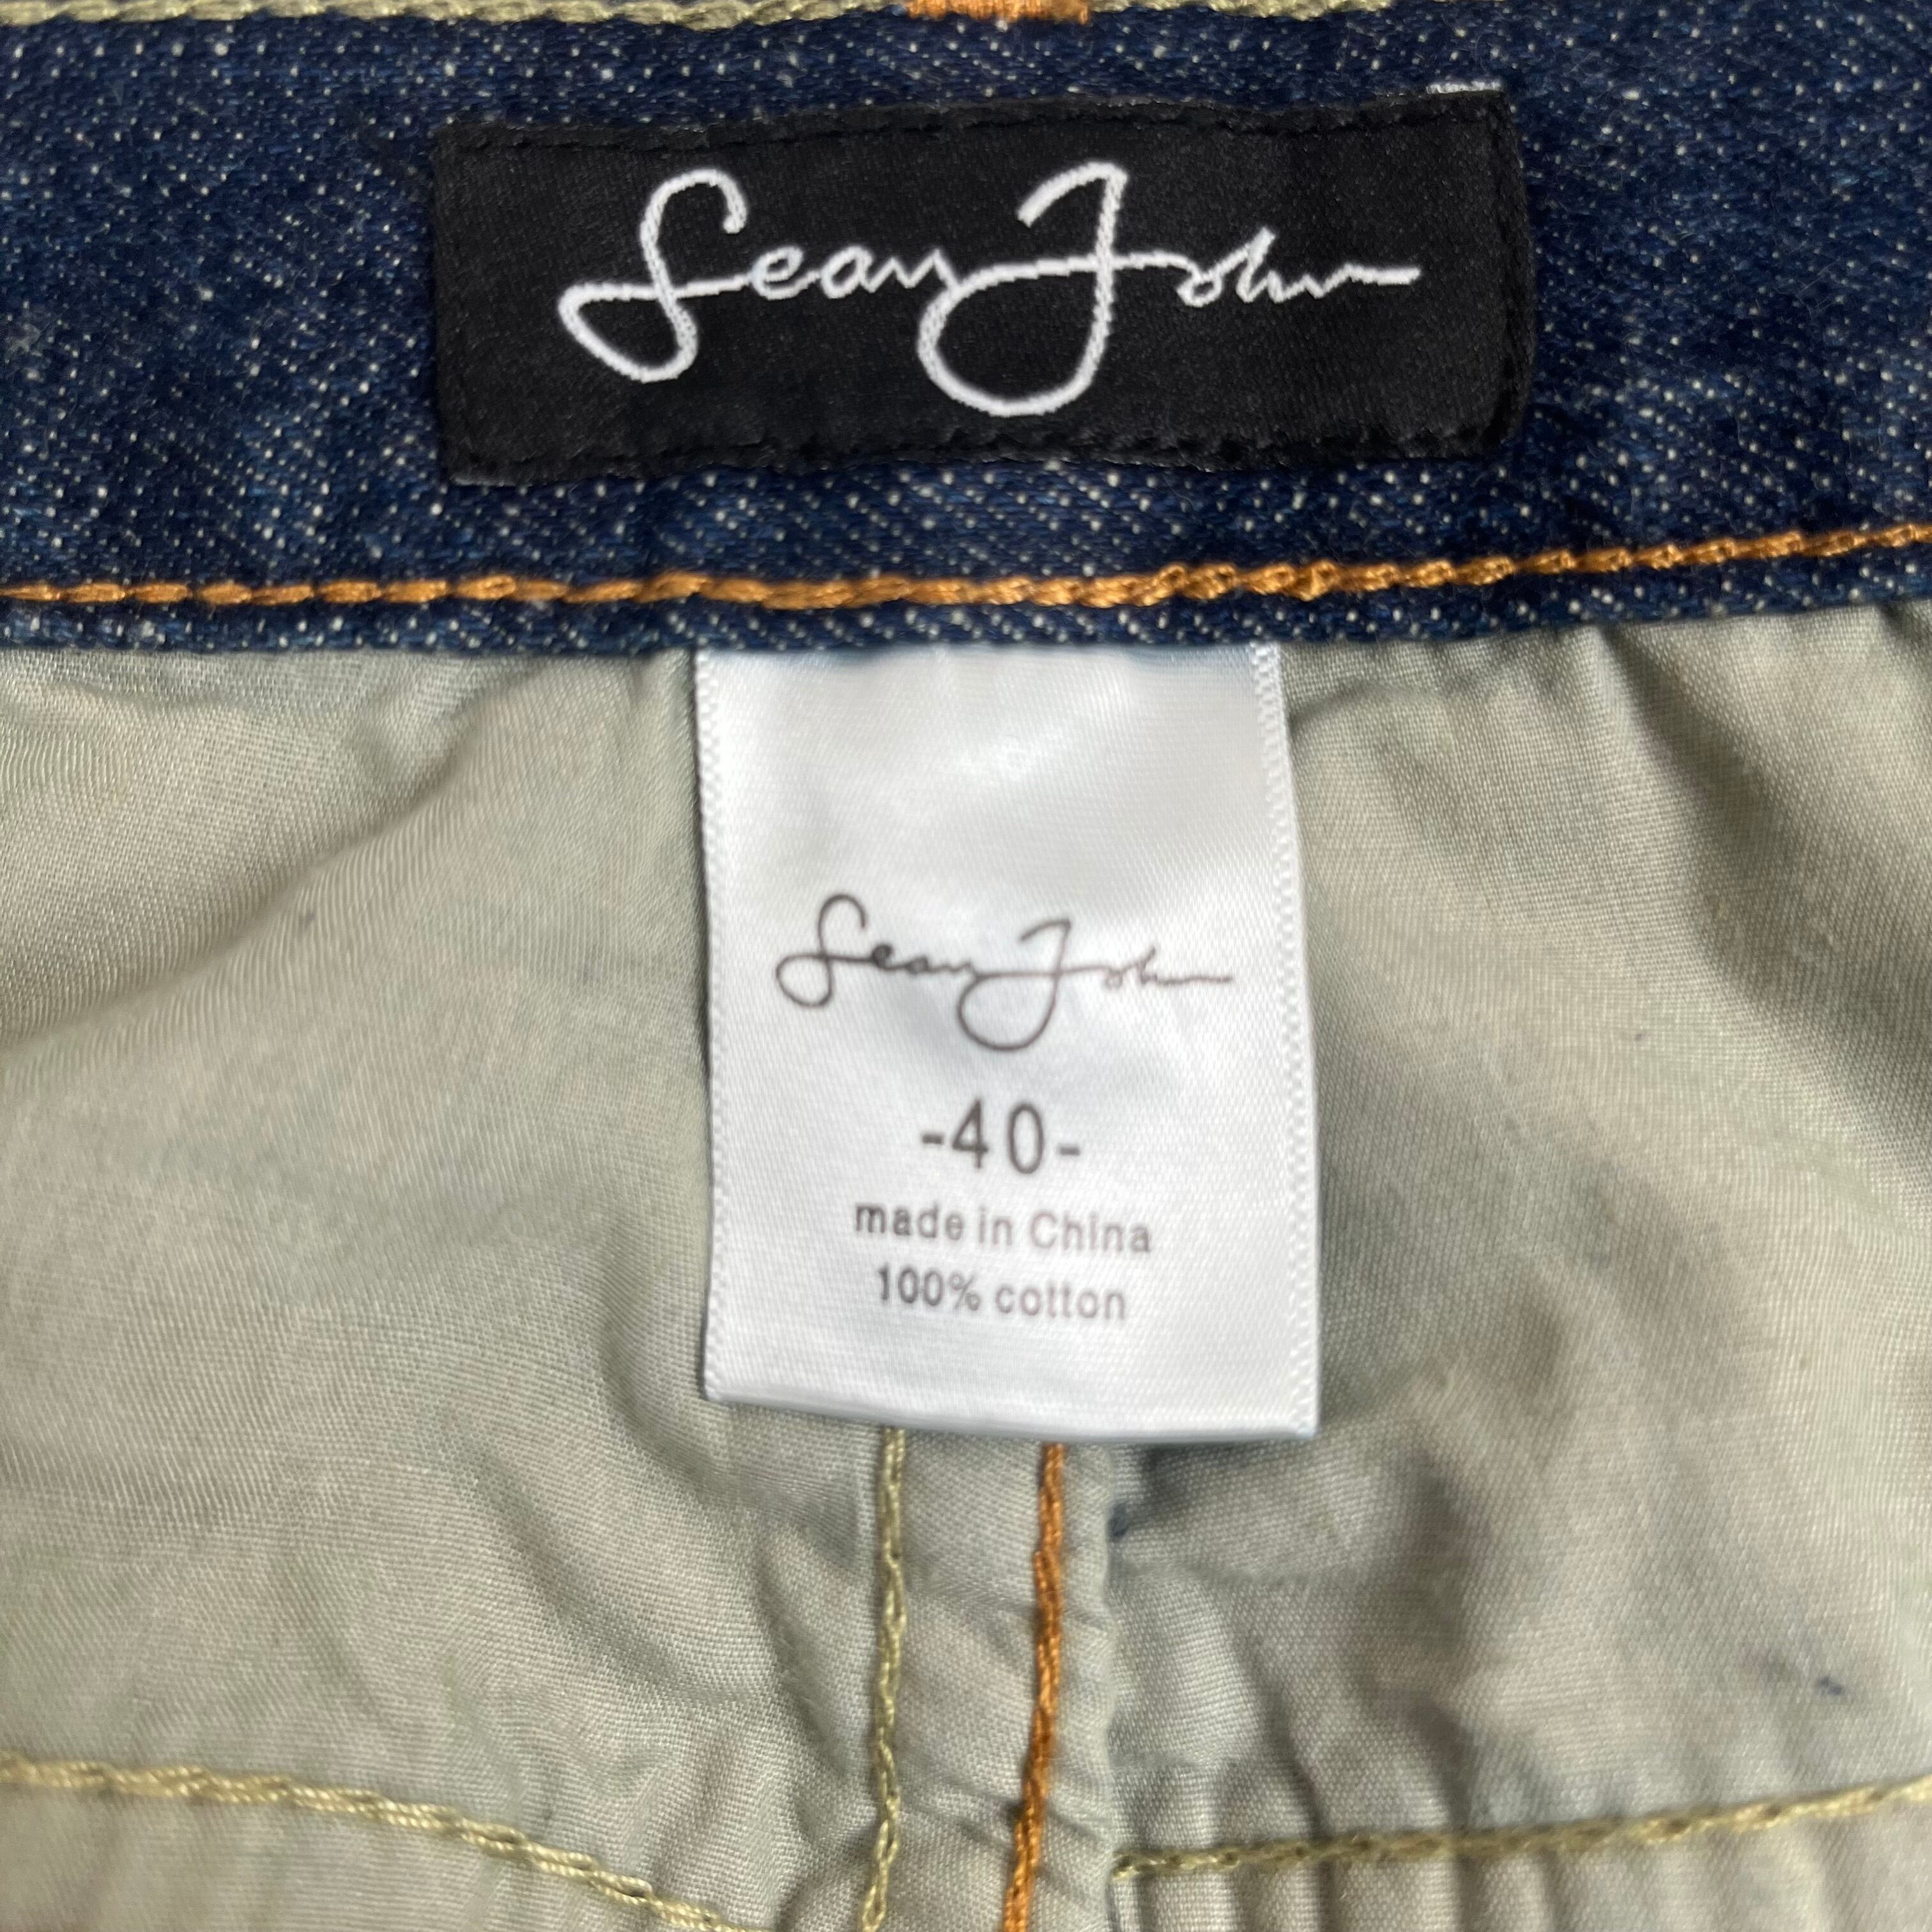 Sean John
Sean John
-40-
made in China
100% cotton